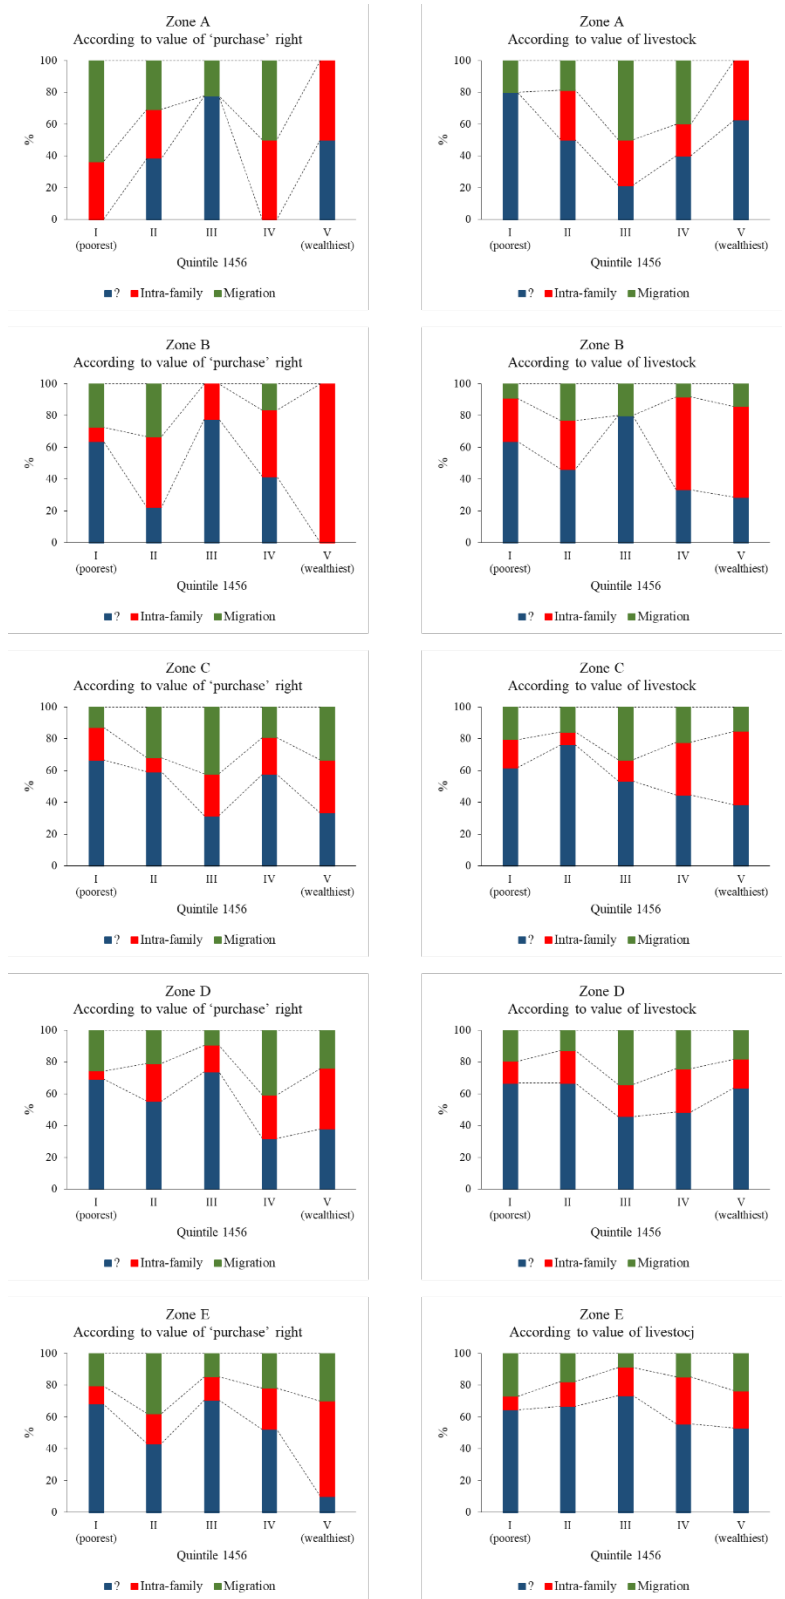 Zone A
According to value of ‘purchase’ right
100
80
60
40
20
0
%
I
(poorest)
II
III
IV
V
(wealthiest)
Quintile 1456
? Intra-family Migration
Zone A
According to value of livestock
100
80
60
40
20
0
%
I
(poorest)
II
III
IV
V
(wealthiest)
Quintile 1456
? Intra-family Migration
Zone B
According to value of ‘purchase’ right
100
80
60
40
20
0
%
I
(poorest)
II
III
IV
V
(wealthiest)
Quintile 1456
? Intra-family Migration
Zone B
According to value of livestock
100
80
60
40
20
0
%
I
(poorest)
II
III
IV
V
(wealthiest)
Quintile 1456
? Intra-family Migration
Zone C
According to value of ‘purchase’ right
100
80
60
40
20
0
%
I
(poorest)
II
III
IV
V
(wealthiest)
Quintile 1456
? Intra-family Migration
Zone C
According to value of livestock
100
80
60
40
20
0
%
I
(poorest)
II
III
IV
V
(wealthiest)
Quintile 1456
? Intra-family Migration
Zone D
According to value of ‘purchase’ right
100
80
60
40
20
0
%
I
(poorest)
II
III
IV
V
(wealthiest)
Quintile 1456
? Intra-family Migration
Zone D
According to value of livestock
100
80
60
40
20
0
%
I
(poorest)
II
III
IV
V
(wealthiest)
Quintile 1456
? Intra-family Migration
Zone E
According to value of ‘purchase’ right
100
80
60
40
20
0
%
I
(poorest)
II
III
IV
V
(wealthiest)
Quintile 1456
? Intra-family Migration
Zone E
According to value of livestocj
100
80
60
40
20
0
%
I
(poorest)
II
III
IV
V
(wealthiest)
Quintile 1456
? Intra-family Migration